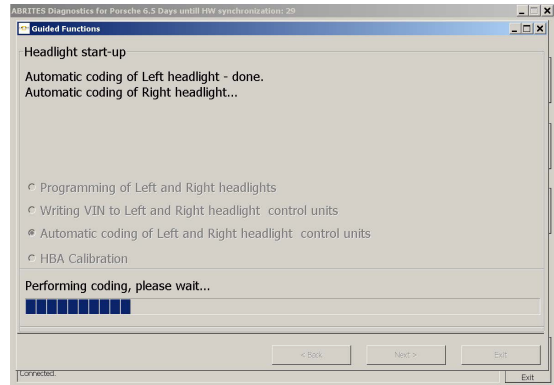 ABRITES Diagnostics for Porsche 6.5 Days untill HW synchronization: 29
Guided Functions
Headlight start-up
Automatic coding of Left headlight - done.
Automatic coding of Right headlight...
Programming of Left and Right headlights
Writing VIN to Left and Right headlight control units
Automatic coding of Left and Right headlight control units
HBA Calibration
Performing coding, please wait...
< Back Next > Exit
Connected. Exit